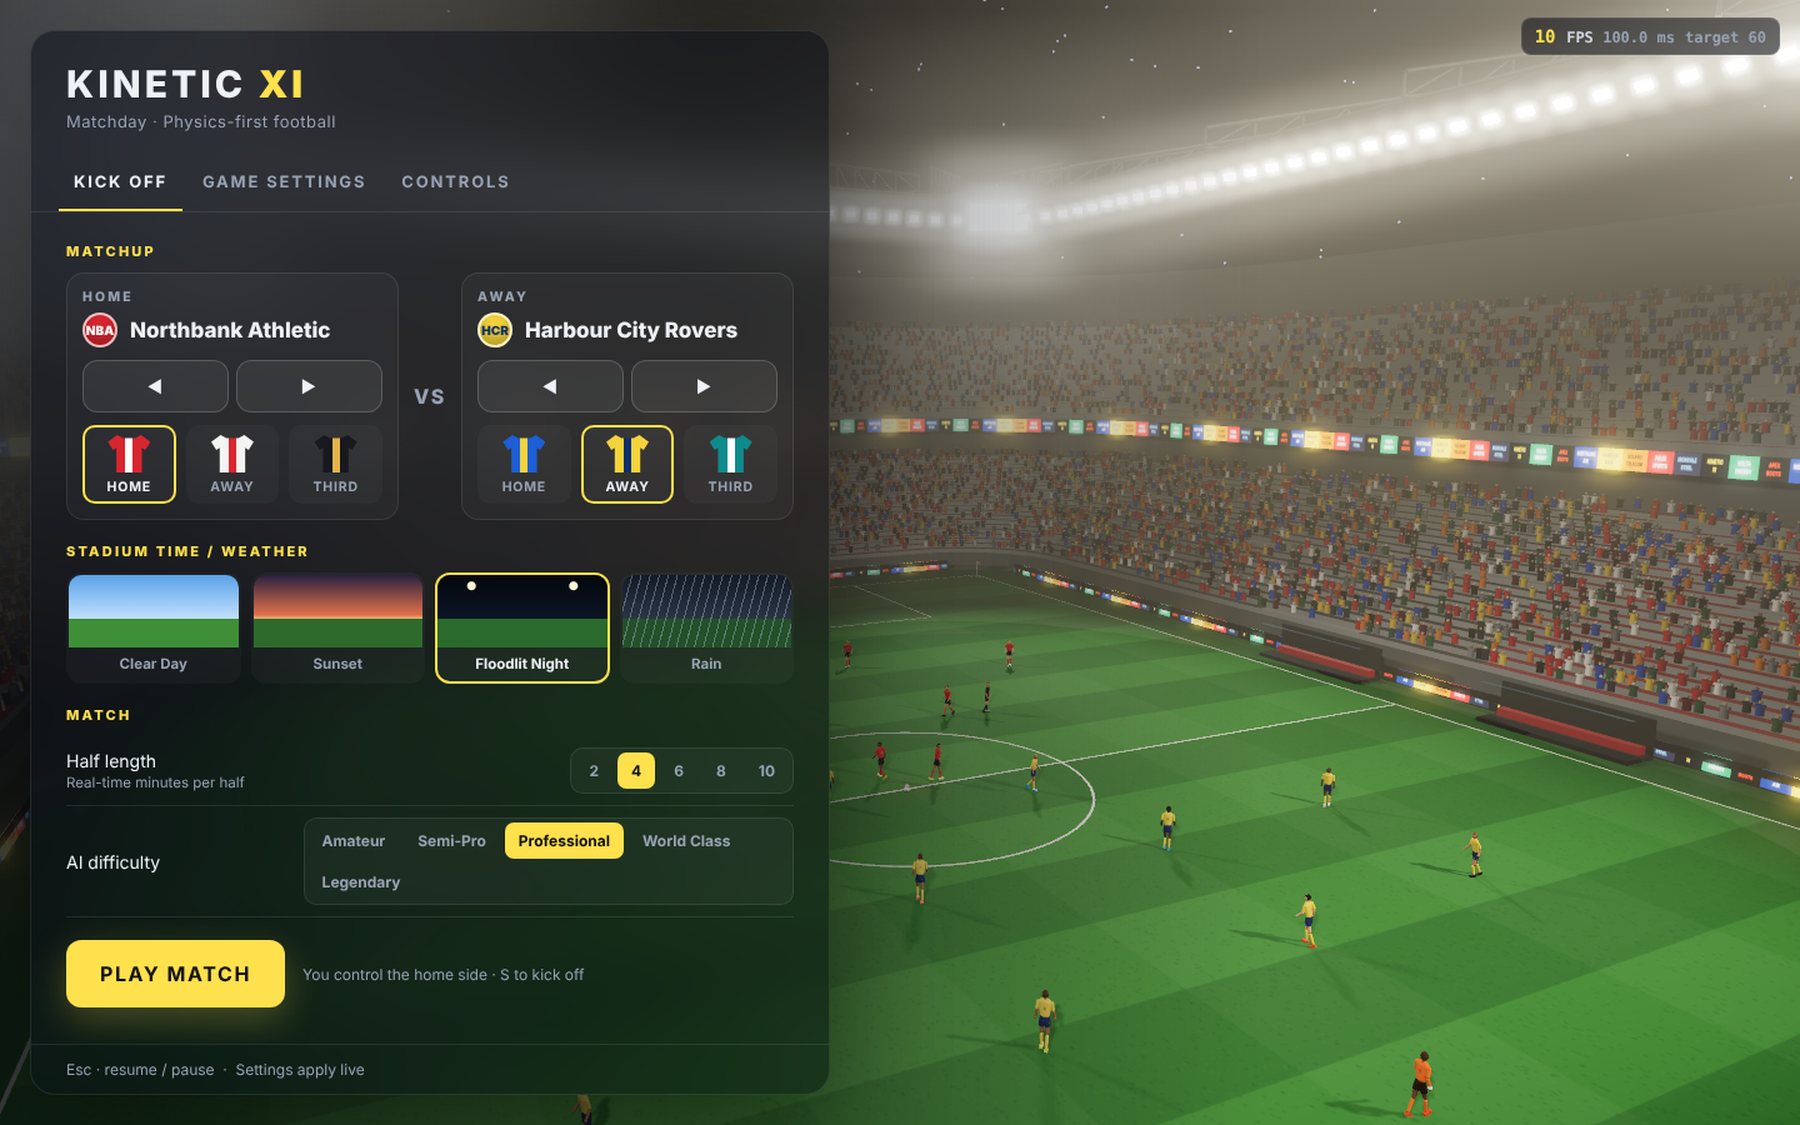 KINETIC XI
Matchday · Physics-first football
10 FPS 100.0 ms target 60
KICK OFF GAME SETTINGS CONTROLS
MATCHUP
HOME
NBA Northbank Athletic
◀ ▶
HOME AWAY THIRD
VS
AWAY
HCR Harbour City Rovers
◀ ▶
HOME AWAY THIRD
STADIUM TIME / WEATHER
Clear Day Sunset Floodlit Night Rain
MATCH
Half length
Real-time minutes per half
2 4 6 8 10
AI difficulty
Amateur Semi-Pro Professional World Class
Legendary
PLAY MATCH You control the home side · S to kick off
Esc · resume / pause · Settings apply live